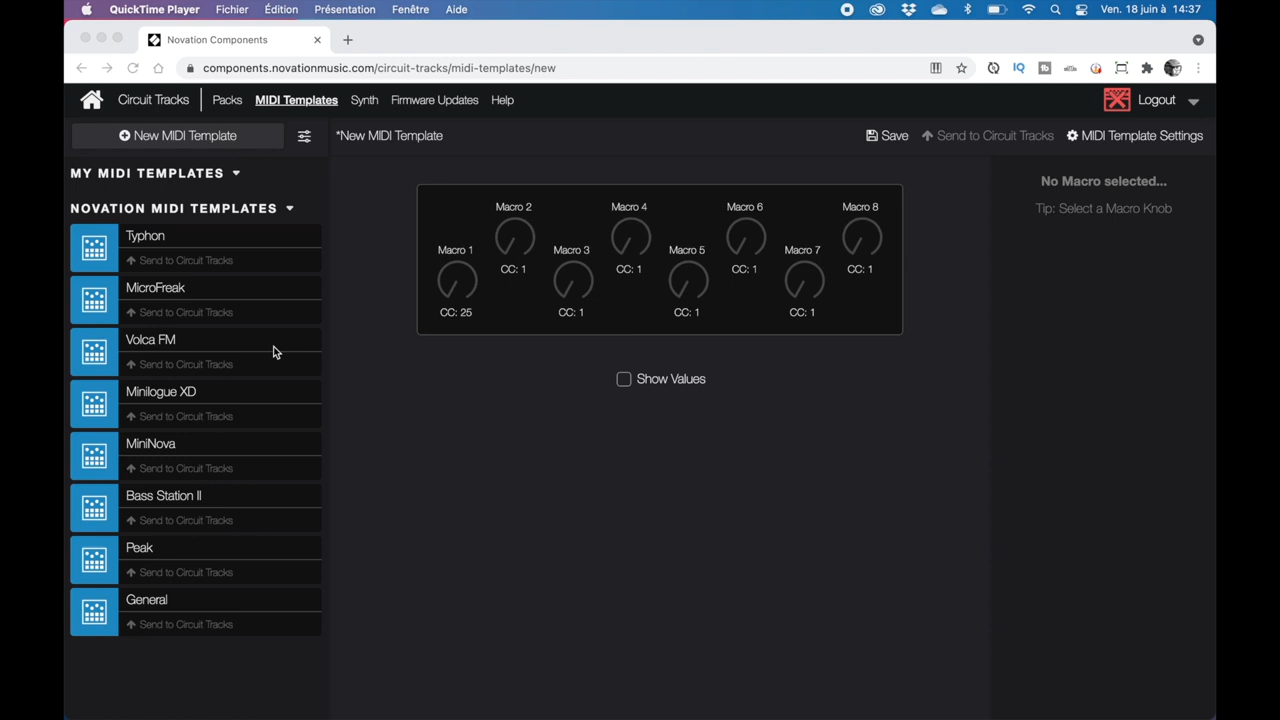 QuickTime Player Fichier Édition Présentation Fenêtre Aide Ven. 18 juin à 14:37
Novation Components
components.novationmusic.com/circuit-tracks/midi-templates/new
Circuit Tracks Packs MIDI Templates Synth Firmware Updates Help Logout
New MIDI Template *New MIDI Template Save Send to Circuit Tracks MIDI Template Settings
MY MIDI TEMPLATES
NOVATION MIDI TEMPLATES
Typhon
Send to Circuit Tracks
MicroFreak
Send to Circuit Tracks
Volca FM
Send to Circuit Tracks
Minilogue XD
Send to Circuit Tracks
MiniNova
Send to Circuit Tracks
Bass Station II
Send to Circuit Tracks
Peak
Send to Circuit Tracks
General
Send to Circuit Tracks
Macro 2 Macro 4 Macro 6 Macro 8
Macro 1 Macro 3 Macro 5 Macro 7
CC: 1 CC: 1 CC: 1 CC: 1
CC: 25 CC: 1 CC: 1 CC: 1
Show Values
No Macro selected...
Tip: Select a Macro Knob